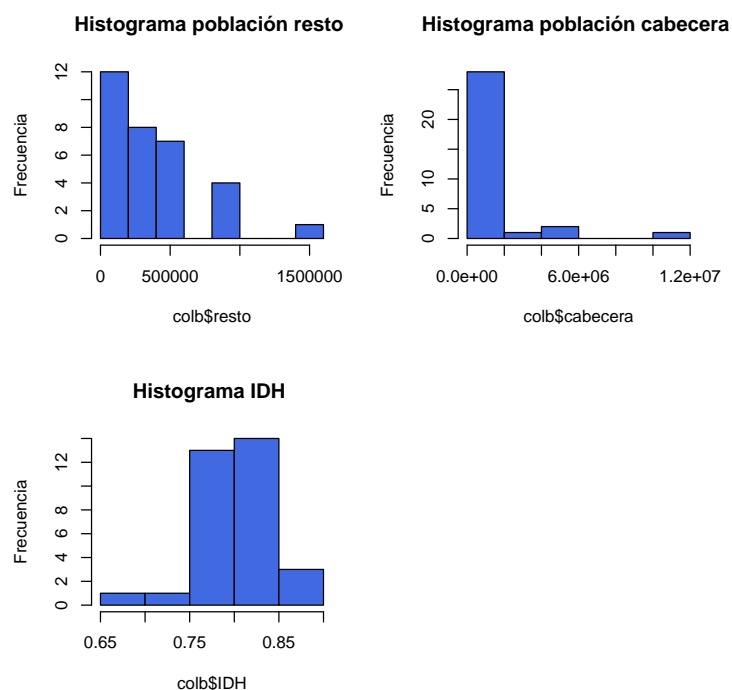 Histograma población resto
Frecuencia
0 2 4 6 8 12
0 500000 1500000
colb$resto
Histograma población cabecera
Frecuencia
0 5 10 20
0.0e+00 6.0e+06 1.2e+07
colb$cabecera
Histograma IDH
Frecuencia
0 2 4 6 8 12
0.65 0.75 0.85
colb$IDH